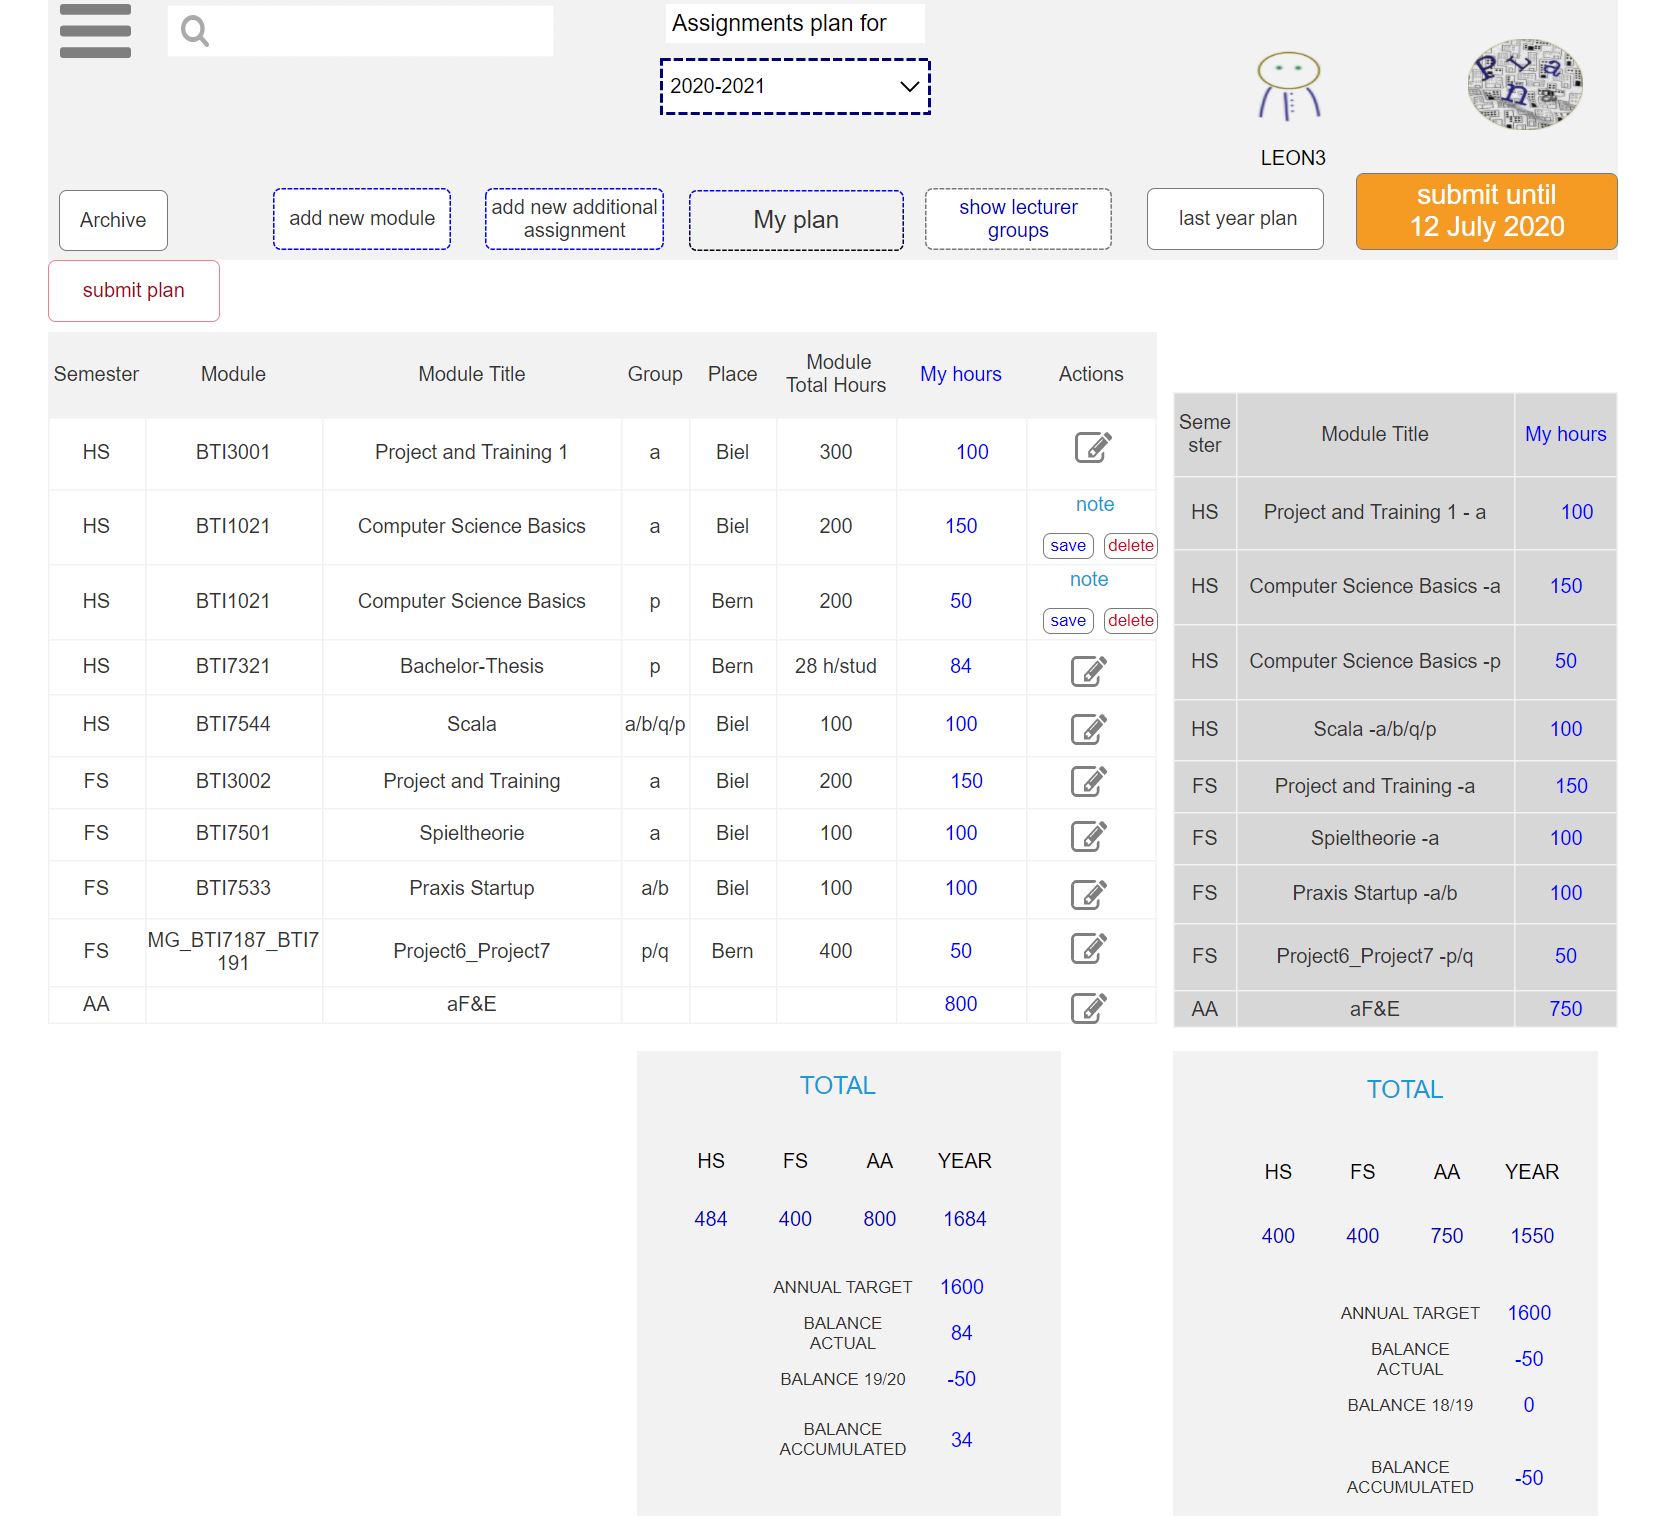 Assignments plan for
2020-2021
PLan
LEON3
Archive
add new module
add new additional
assignment
My plan
show lecturer
groups
last year plan
submit until
12 July 2020
submit plan
Semester Module Module Title Group Place Module
Total Hours My hours Actions
HS BTI3001 Project and Training 1 a Biel 300 100
HS BTI1021 Computer Science Basics a Biel 200 150 note
save delete
HS BTI1021 Computer Science Basics p Bern 200 50 note
save delete
HS BTI7321 Bachelor-Thesis p Bern 28 h/stud 84
HS BTI7544 Scala a/b/q/p Biel 100 100
FS BTI3002 Project and Training a Biel 200 150
FS BTI7501 Spieltheorie a Biel 100 100
FS BTI7533 Praxis Startup a/b Biel 100 100
FS MG_BTI7187_BTI7
191 Project6_Project7 p/q Bern 400 50
AA aF&E 800
Seme
ster Module Title My hours
HS Project and Training 1 - a 100
HS Computer Science Basics -a 150
HS Computer Science Basics -p 50
HS Scala -a/b/q/p 100
FS Project and Training -a 150
FS Spieltheorie -a 100
FS Praxis Startup -a/b 100
FS Project6_Project7 -p/q 50
AA aF&E 750
TOTAL
HS FS AA YEAR
484 400 800 1684
ANNUAL TARGET 1600
BALANCE
ACTUAL 84
BALANCE 19/20 -50
BALANCE
ACCUMULATED 34
TOTAL
HS FS AA YEAR
400 400 750 1550
ANNUAL TARGET 1600
BALANCE
ACTUAL -50
BALANCE 18/19 0
BALANCE
ACCUMULATED -50